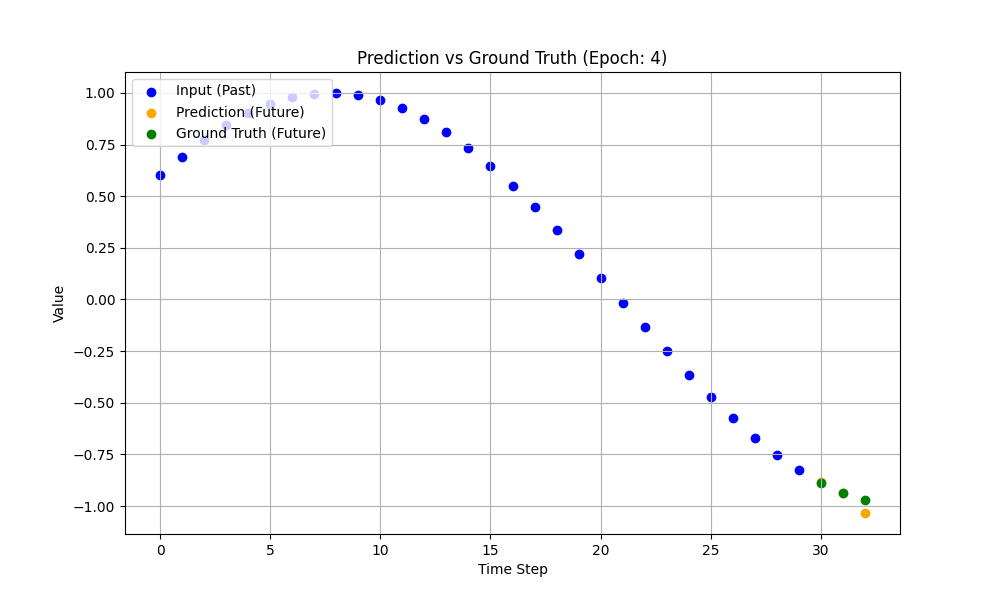 Prediction vs Ground Truth (Epoch: 4)
Input (Past)
Prediction (Future)
Ground Truth (Future)
1.00
0.75
0.50
0.25
0.00
−0.25
−0.50
−0.75
−1.00
Value
0 5 10 15 20 25 30
Time Step